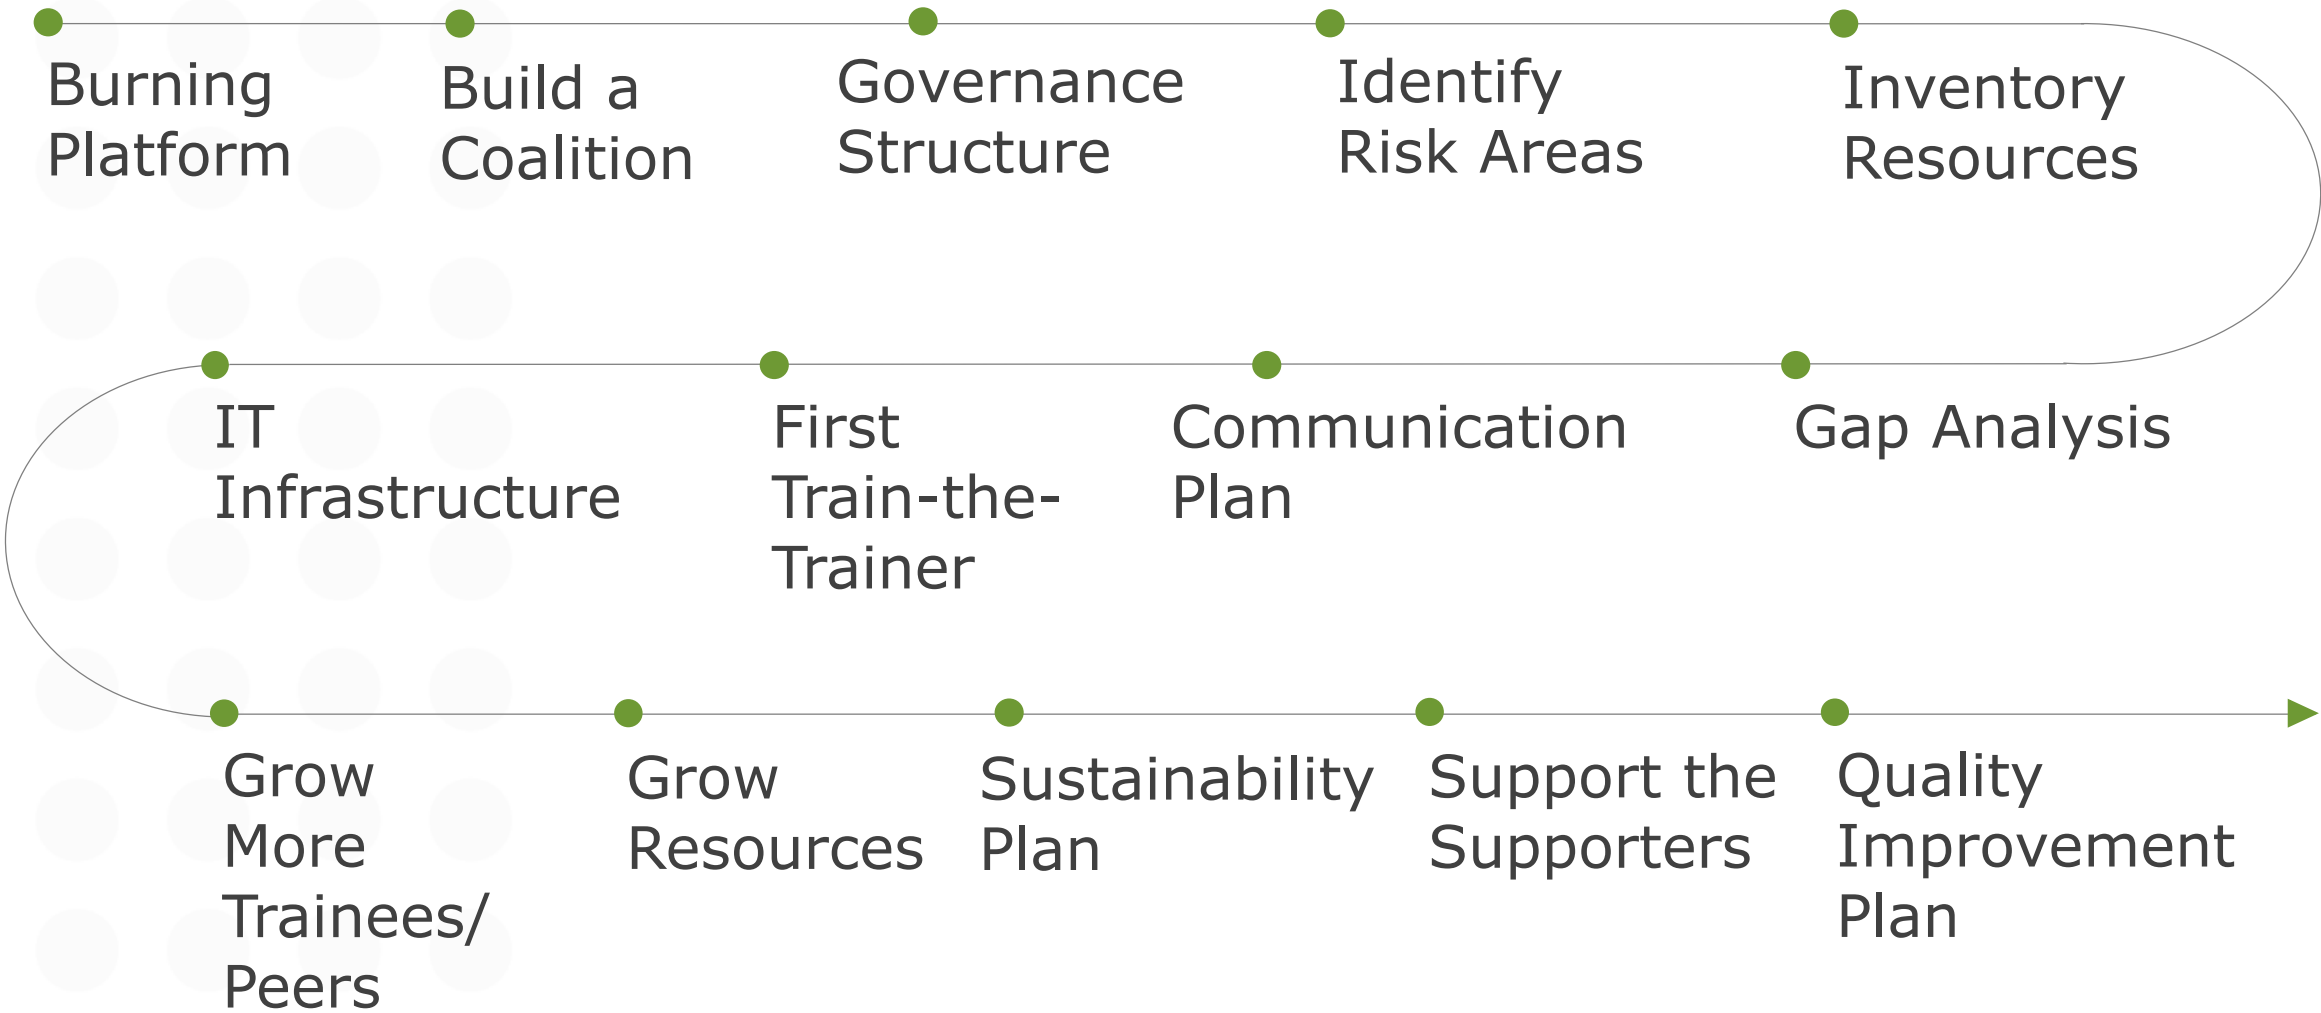 Burning
Platform
Build a
Coalition
Governance
Structure
Identify
Risk Areas
Inventory
Resources
Gap Analysis
Communication
Plan
First
Train-the-
Trainer
IT
Infrastructure
Grow
More
Trainees/
Peers
Grow
Resources
Sustainability
Plan
Support the
Supporters
Quality
Improvement
Plan